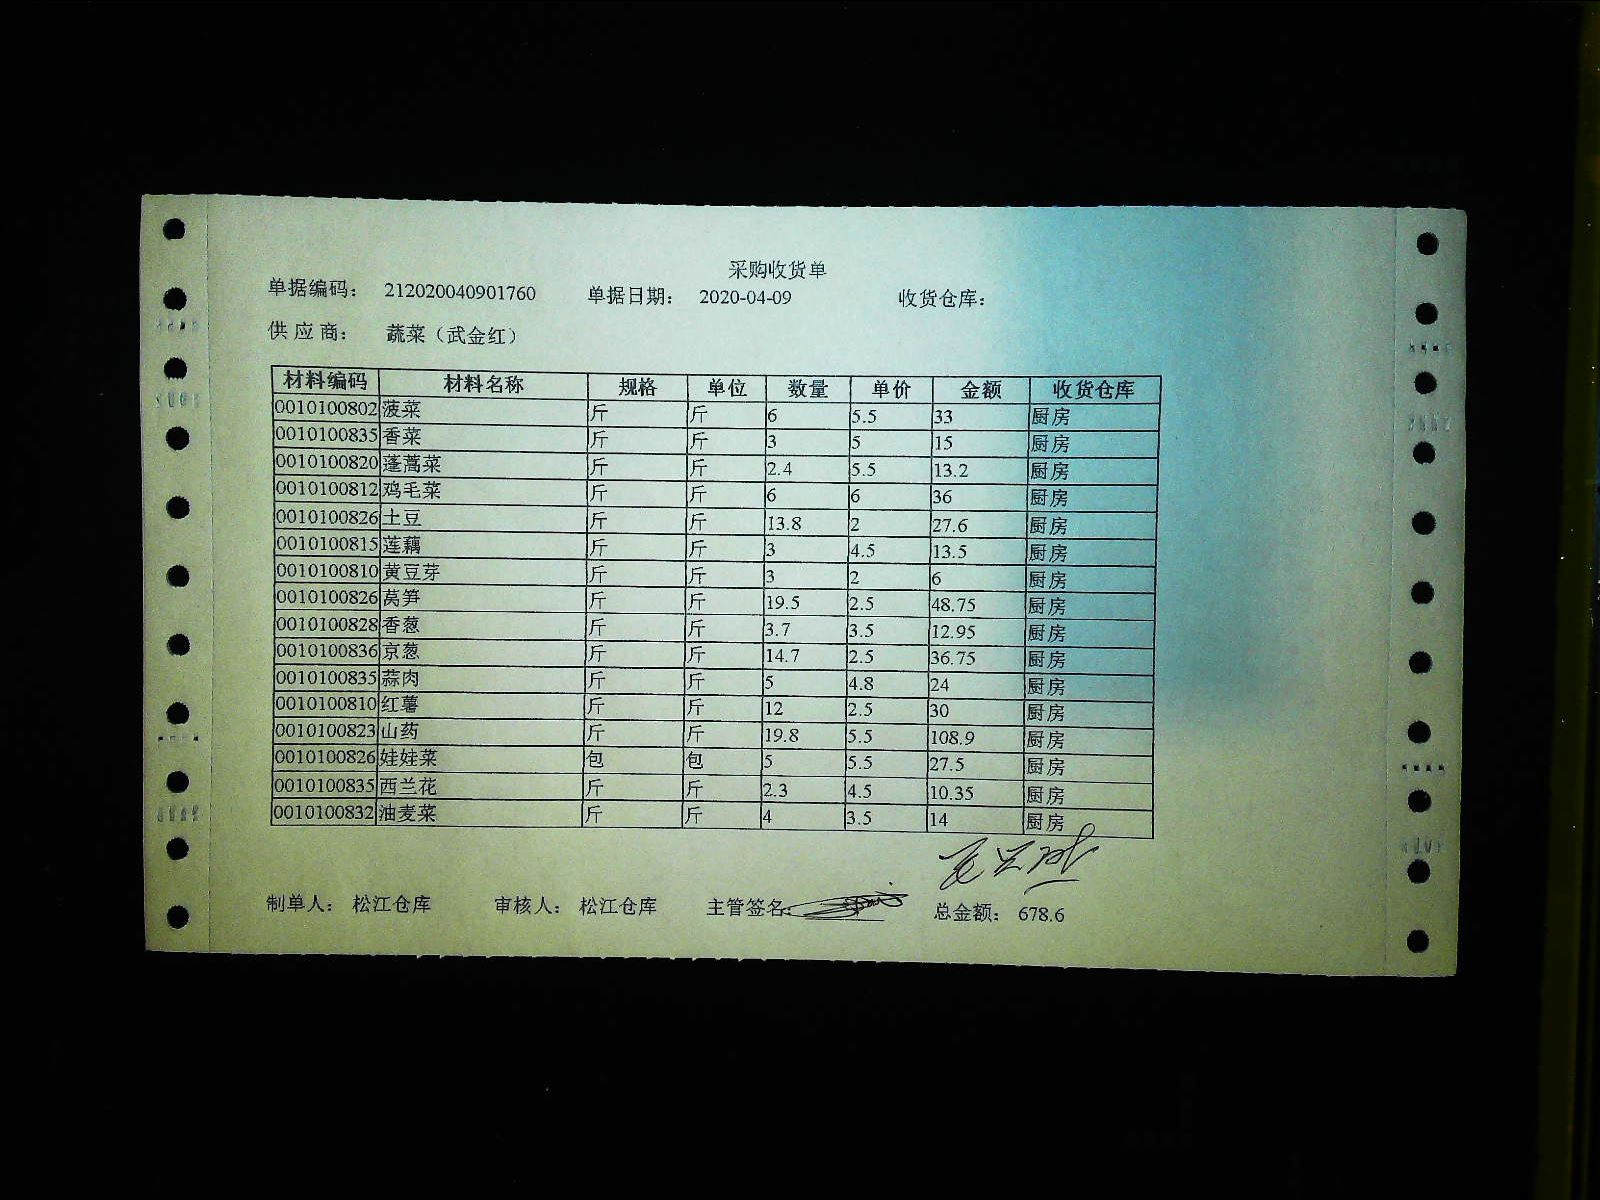 采购收货单
单据编码： 212020040901760 单据日期： 2020-04-09 收货仓库：
供 应 商： 蔬菜（武金红）
材料编码 材料名称 规格 单位 数量 单价 金额 收货仓库
0010100802 菠菜 斤 斤 6 5.5 33 厨房
0010100835 香菜 斤 斤 3 5 15 厨房
0010100820 蓬蒿菜 斤 斤 2.4 5.5 13.2 厨房
0010100812 鸡毛菜 斤 斤 6 6 36 厨房
0010100826 土豆 斤 斤 13.8 2 27.6 厨房
0010100815 莲藕 斤 斤 3 4.5 13.5 厨房
0010100810 黄豆芽 斤 斤 3 2 6 厨房
0010100826 莴笋 斤 斤 19.5 2.5 48.75 厨房
0010100828 香葱 斤 斤 3.7 3.5 12.95 厨房
0010100836 京葱 斤 斤 14.7 2.5 36.75 厨房
0010100835 蒜肉 斤 斤 5 4.8 24 厨房
0010100810 红薯 斤 斤 12 2.5 30 厨房
0010100823 山药 斤 斤 19.8 5.5 108.9 厨房
0010100826 娃娃菜 包 包 5 5.5 27.5 厨房
0010100835 西兰花 斤 斤 2.3 4.5 10.35 厨房
0010100832 油麦菜 斤 斤 4 3.5 14 厨房
制单人： 松江仓库 审核人： 松江仓库 主管签名： 总金额： 678.6